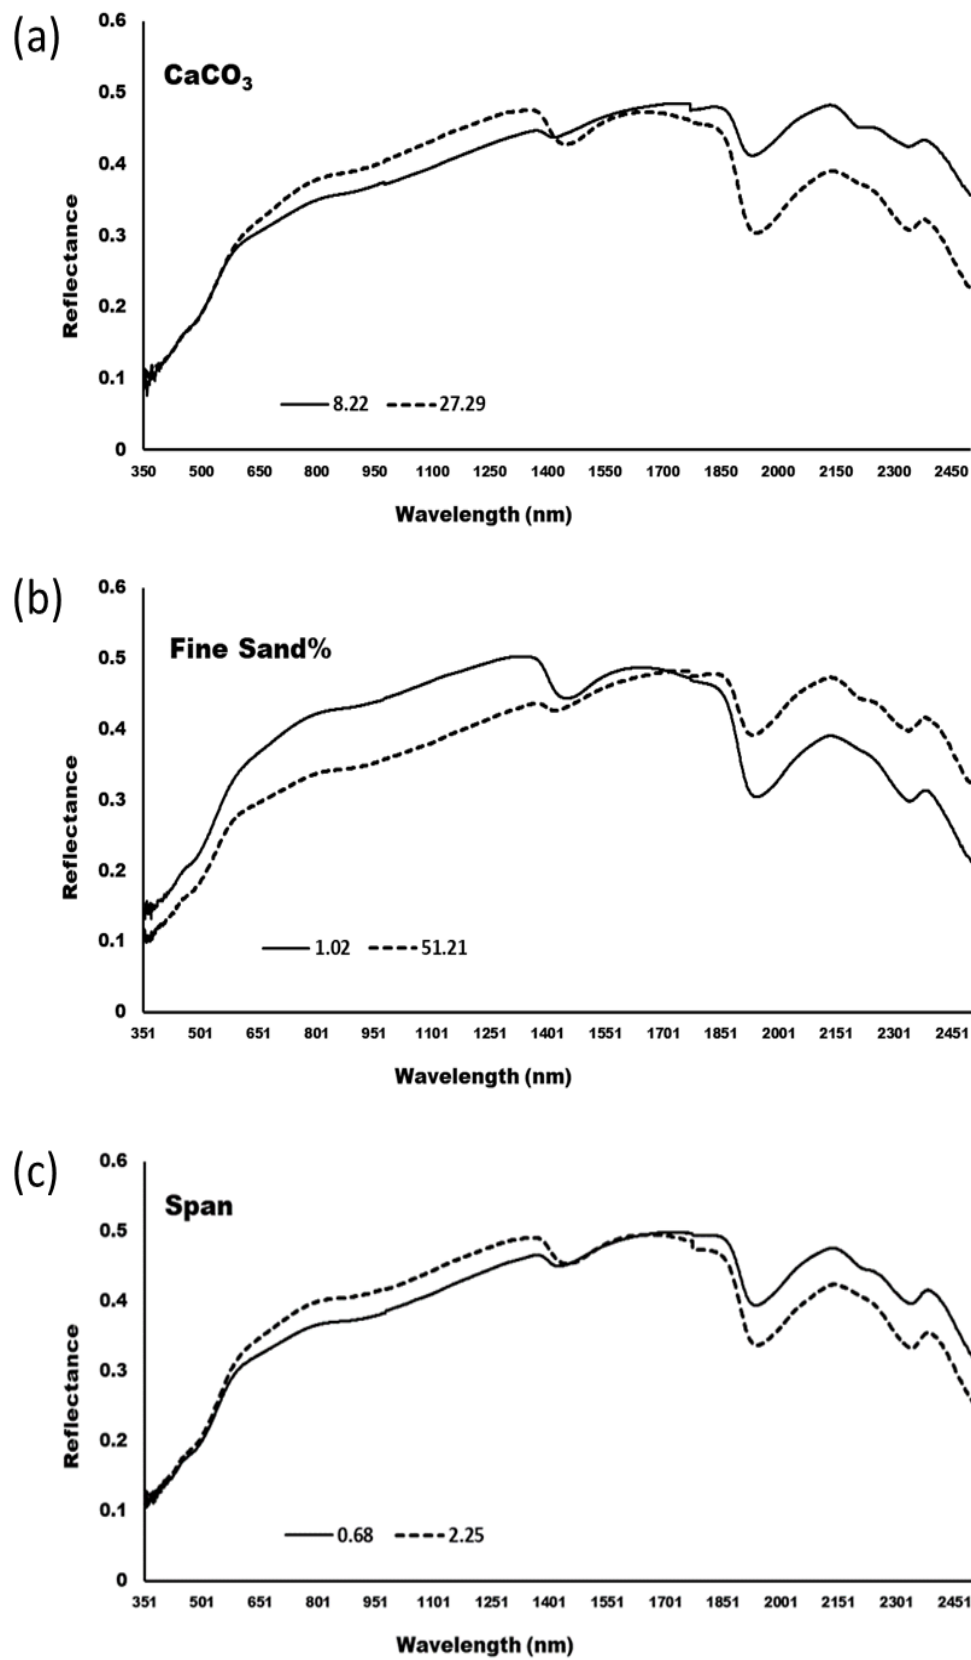 (a)
CaCO₃
0.6
0.5
0.4
0.3
0.2
0.1
0
Reflectance
8.22 27.29
350 500 650 800 950 1100 1250 1400 1550 1700 1850 2000 2150 2300 2450
Wavelength (nm)
(b)
Fine Sand%
0.6
0.5
0.4
0.3
0.2
0.1
0
Reflectance
1.02 51.21
351 501 651 801 951 1101 1251 1401 1551 1701 1851 2001 2151 2301 2451
Wavelength (nm)
(c)
Span
0.6
0.5
0.4
0.3
0.2
0.1
0
Reflectance
0.68 2.25
351 501 651 801 951 1101 1251 1401 1551 1701 1851 2001 2151 2301 2451
Wavelength (nm)